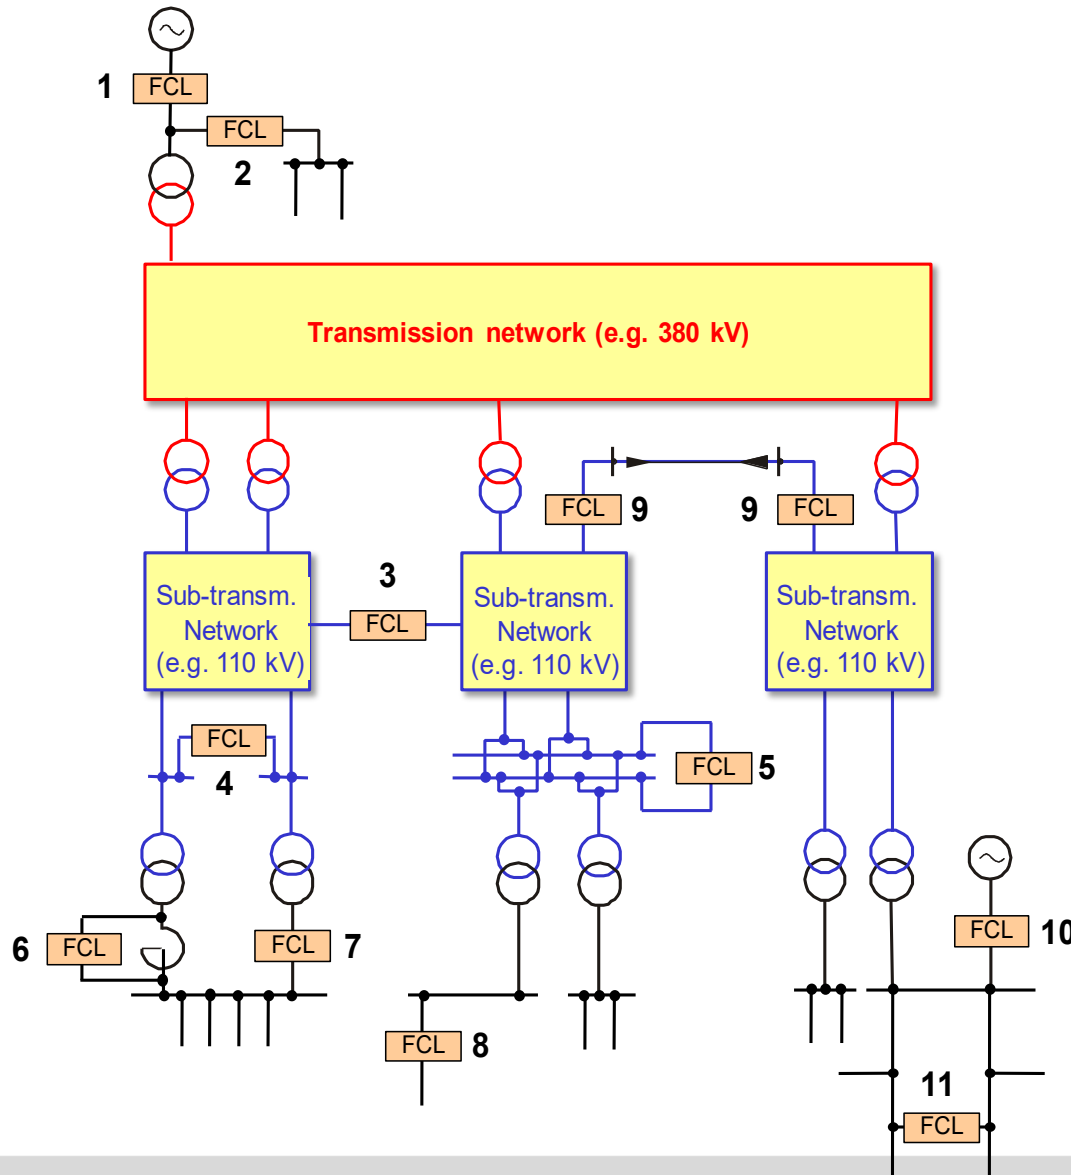 1
FCL
FCL
2
Transmission network (e.g. 380 kV)
FCL
9
9
FCL
3
Sub-transm.
Network
(e.g. 110 kV)
FCL
Sub-transm.
Network
(e.g. 110 kV)
Sub-transm.
Network
(e.g. 110 kV)
FCL
4
FCL
5
6
FCL
FCL
7
FCL
10
FCL
8
11
FCL